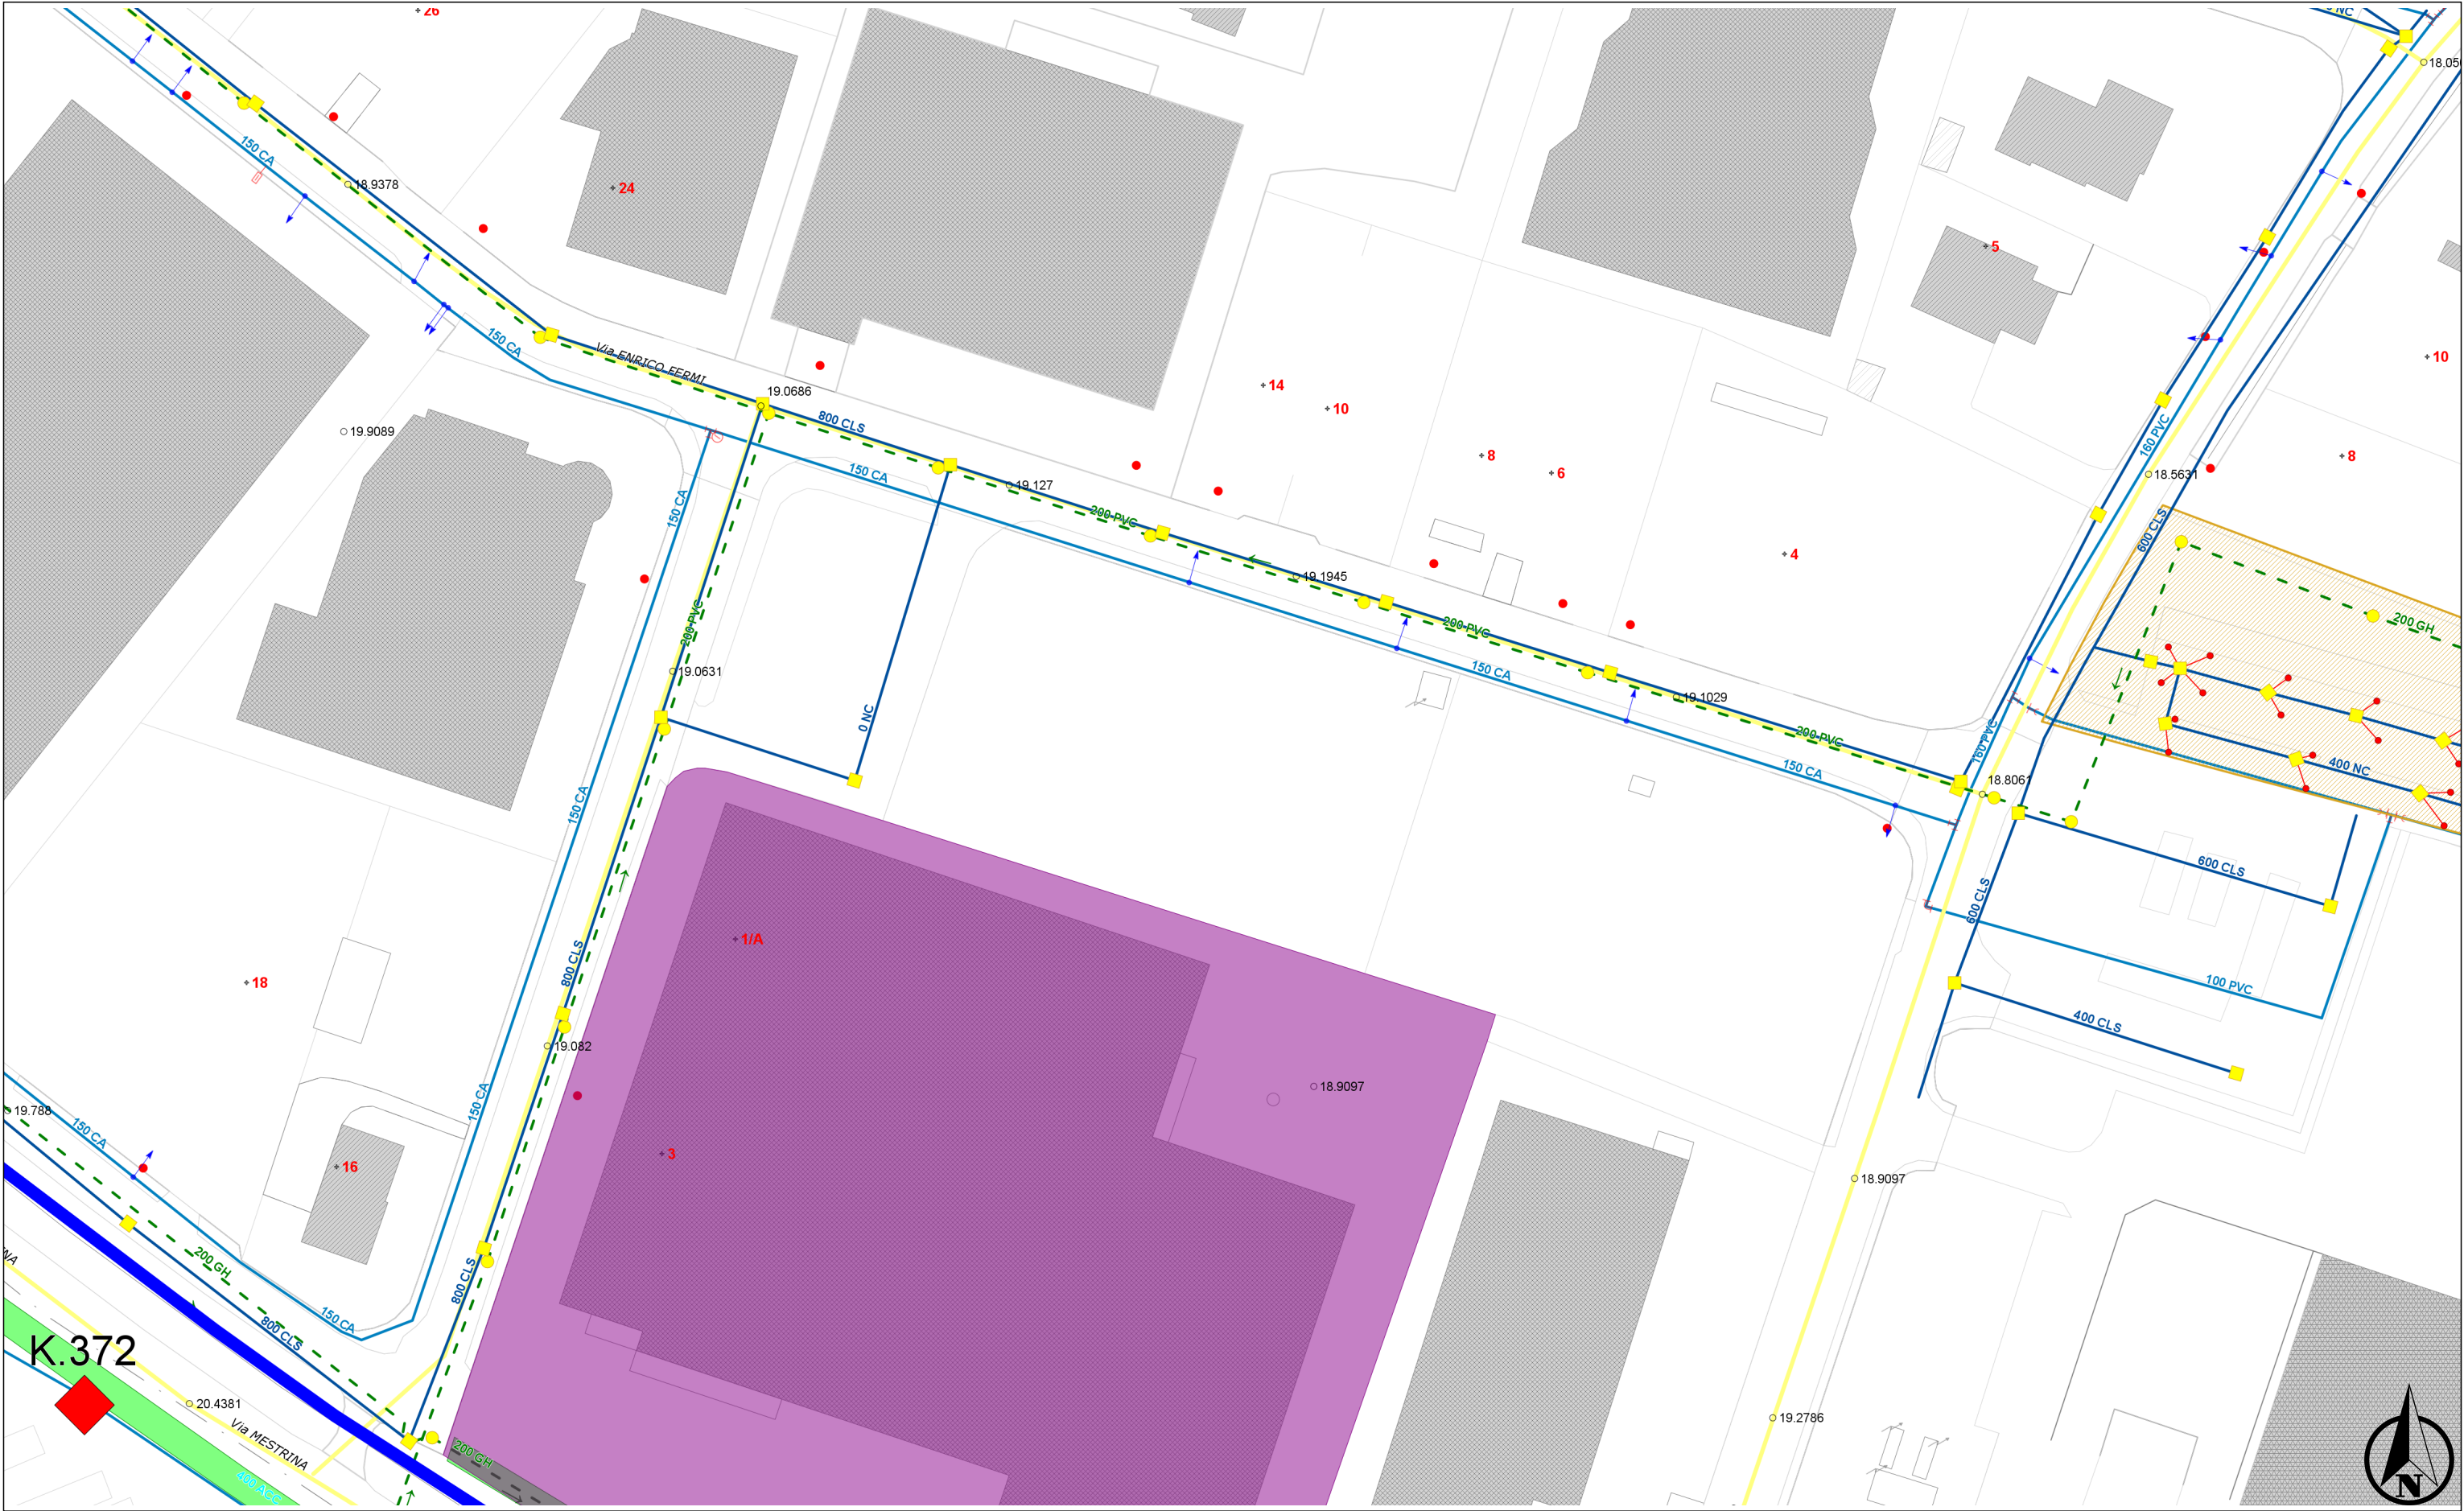 26
0 NC
18.05
150 CA
18.9378
24
5
10
150 CA
Via ENRICO FERMI
19.0686
14
10
800 CLS
19.9089
160 PVC
8
6
8
150 CA
18.5631
19.127
150 CA
200 PVC
600 CLS
4
19.1945
200 PVC
200 GH
200 PVC
19.0631
150 CA
19.1029
0 NC
200 PVC
160 PVC
150 CA
400 NC
18.8061
150 CA
600 CLS
600 CLS
1/A
800 CLS
18
100 PVC
400 CLS
19.082
18.9097
150 CA
19.788
150 CA
3
16
18.9097
200 GH
800 CLS
150 CA
800 CLS
K.372
20.4381
19.2786
Via MESTRINA
200 GH
400 ACC
N